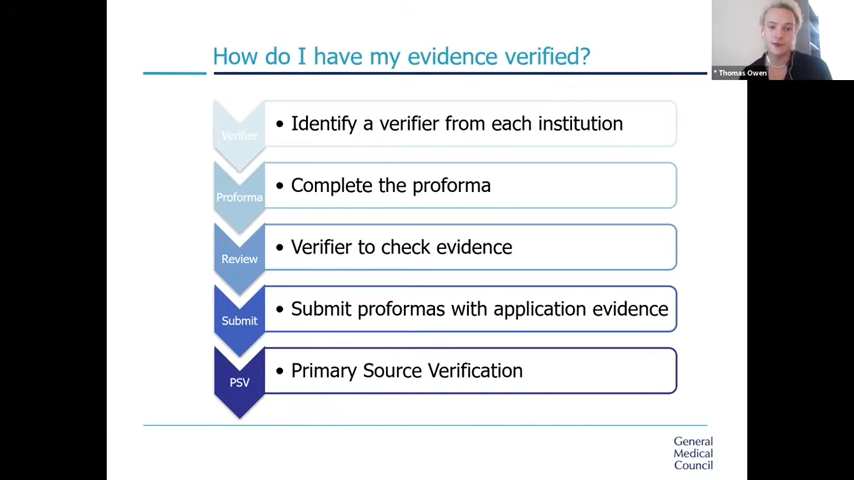 How do I have my evidence verified?
* Thomas Owen
Verifier
• Identify a verifier from each institution
Proforma
• Complete the proforma
Review
• Verifier to check evidence
Submit
• Submit proformas with application evidence
PSV
• Primary Source Verification
General
Medical
Council